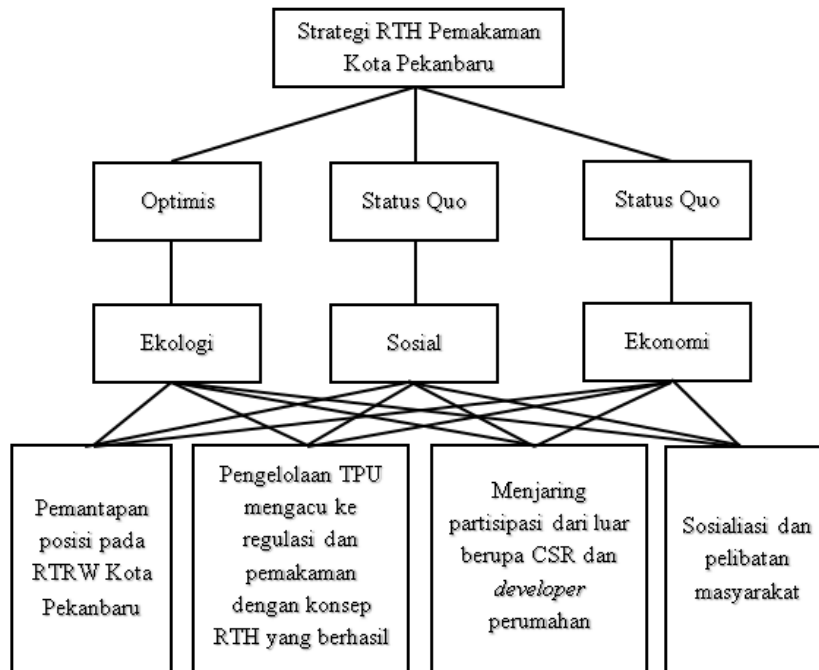 Strategi RTH Pemakaman
Kota Pekanbaru
Optimis
Status Quo
Status Quo
Ekologi
Sosial
Ekonomi
Pemantapan
posisi pada
RTRW Kota
Pekanbaru
Pengelolaan TPU
mengacu ke
regulasi dan
pemakaman
dengan konsep
RTH yang berhasil
Menjaring
partisipasi dari luar
berupa CSR dan
developer
perumahan
Sosialiasi dan
pelibatan
masyarakat